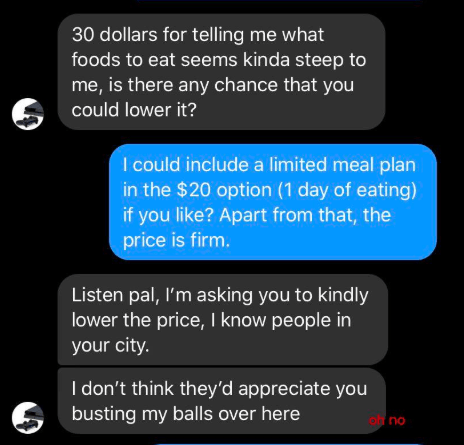 30 dollars for telling me what
foods to eat seems kinda steep to
me, is there any chance that you
could lower it?
I could include a limited meal plan
in the $20 option (1 day of eating)
if you like? Apart from that, the
price is firm.
Listen pal, I'm asking you to kindly
lower the price, I know people in
your city.
I don't think they'd appreciate you
busting my balls over here
oh no